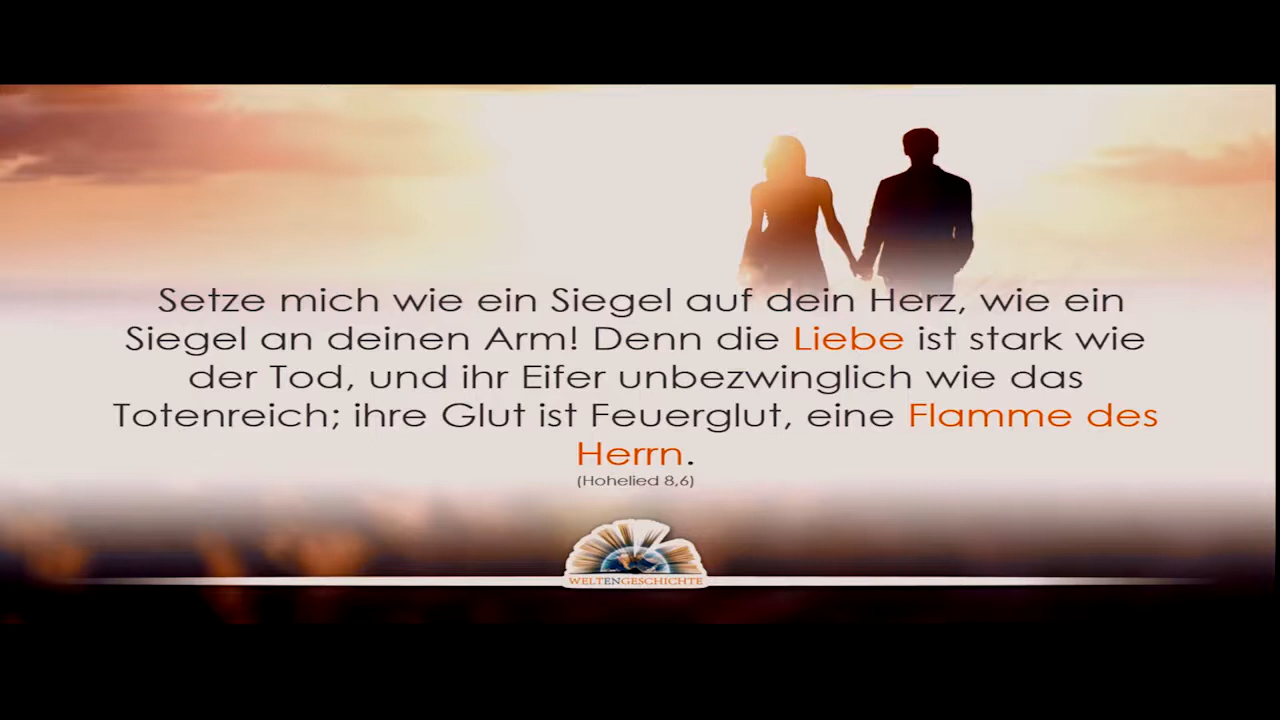 Setze mich wie ein Siegel auf dein Herz, wie ein
Siegel an deinen Arm! Denn die Liebe ist stark wie
der Tod, und ihr Eifer unbezwinglich wie das
Totenreich; ihre Glut ist Feuerglut, eine Flamme des
Herrn.
(Hohelied 8,6)
WELTENGESCHICHTE